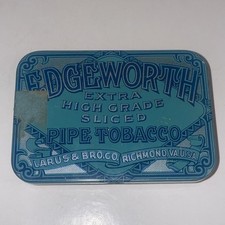 EDGEWORTH
EXTRA
HIGH GRADE
SLICED
PIPE TOBACCO
LARUS & BRO. CO. RICHMOND, VA. U.S.A.